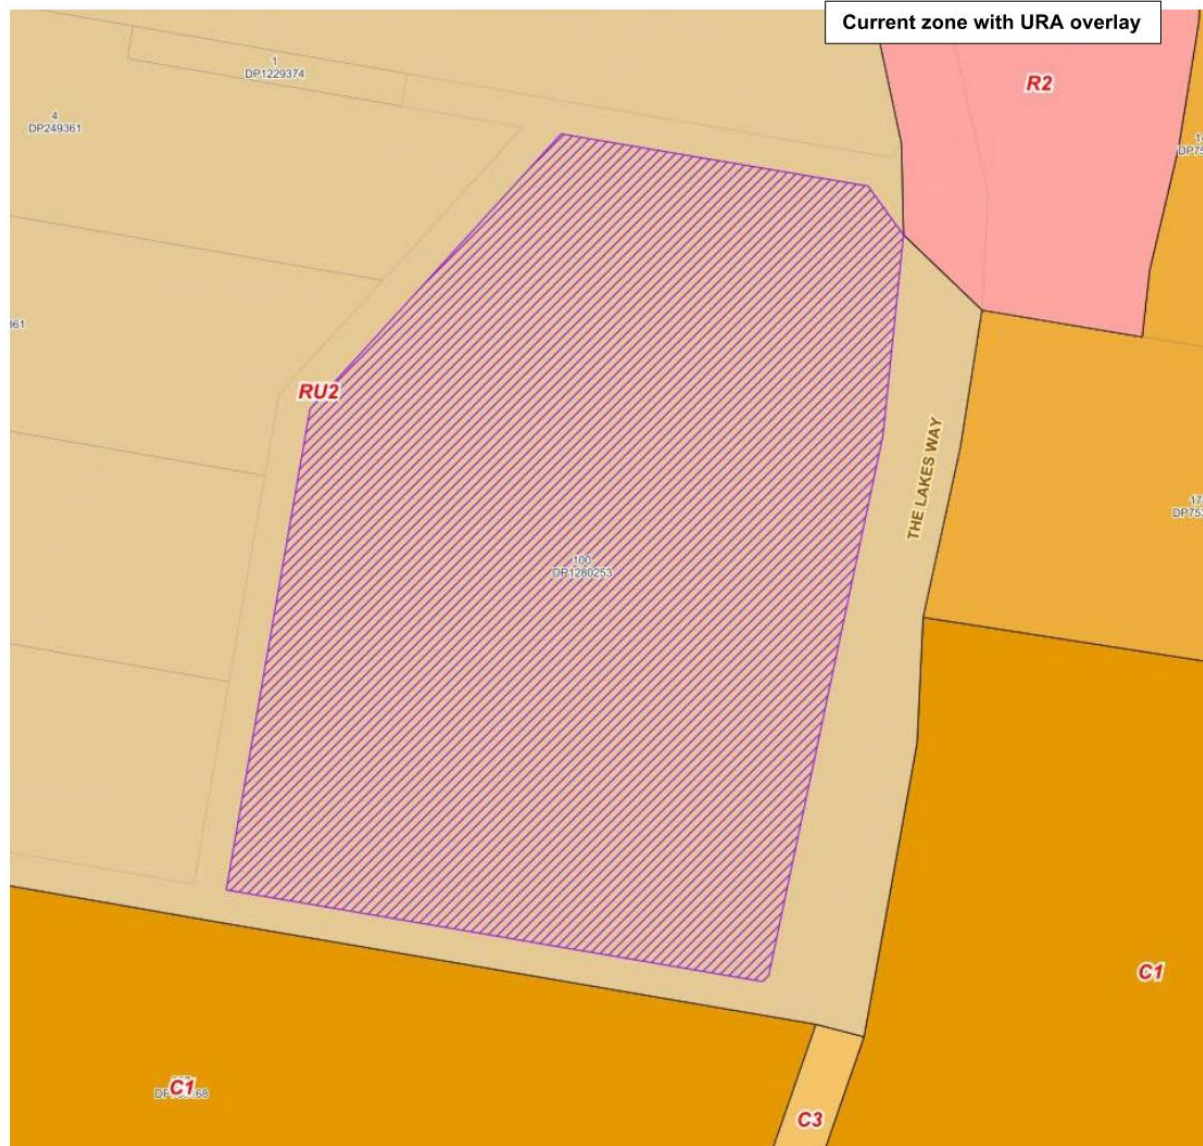 Current zone with URA overlay
R2
1
DP1229374
4
DP249361
RU2
THE LAKES WAY
100
DP1280253
17
C1
C1
C3